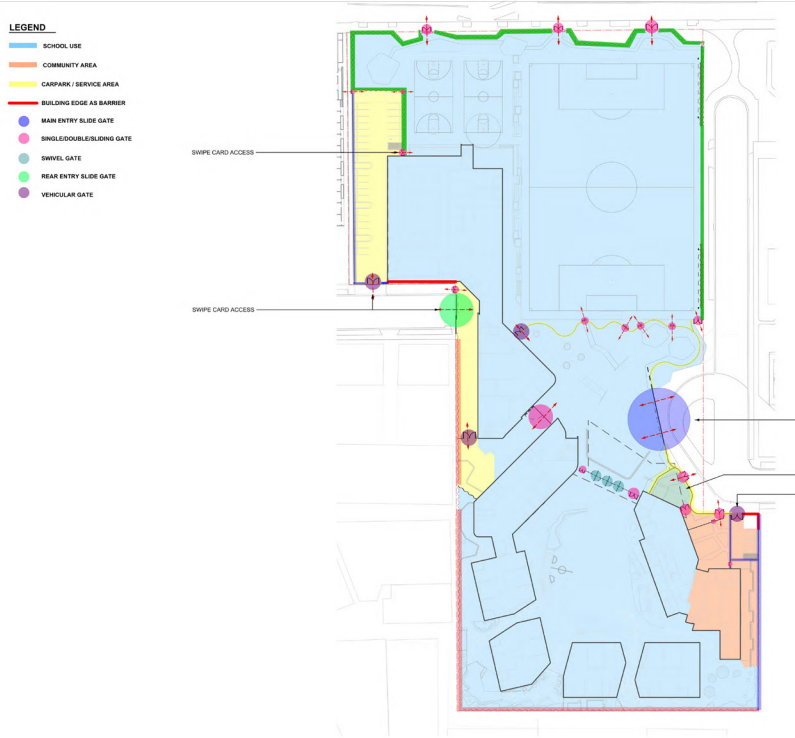 LEGEND
SCHOOL USE
COMMUNITY AREA
CARPARK / SERVICE AREA
BUILDING EDGE AS BARRIER
MAIN ENTRY SLIDE GATE
SINGLE/DOUBLE/SLIDING GATE
SWIVEL GATE
REAR ENTRY SLIDE GATE
VEHICULAR GATE
SWIPE CARD ACCESS
SWIPE CARD ACCESS